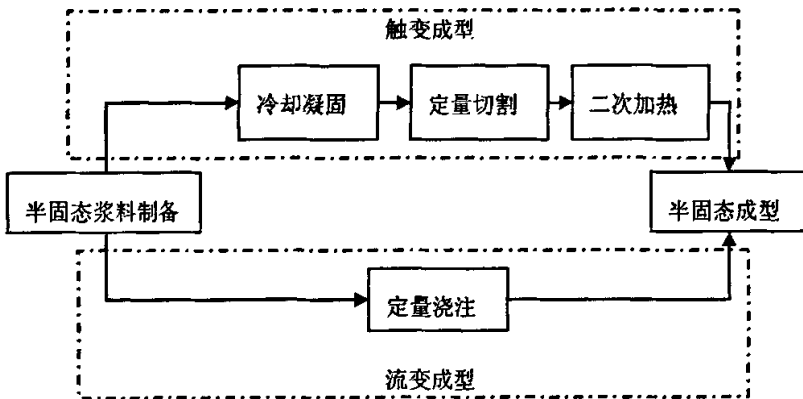 触变成型
冷却凝固
定量切割
二次加热
半固态浆料制备
半固态成型
定量浇注
流变成型